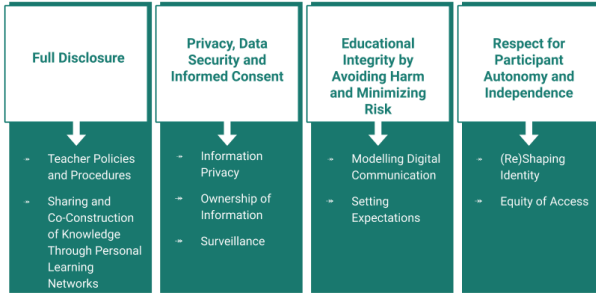 Full Disclosure
Teacher Policies
and Procedures
Sharing and
Co-Construction
of Knowledge
Through Personal
Learning
Networks
Privacy, Data
Security and
Informed Consent
Information
Privacy
Ownership of
Information
Surveillance
Educational
Integrity by
Avoiding Harm
and Minimizing
Risk
Modelling Digital
Communication
Setting
Expectations
Respect for
Participant
Autonomy and
Independence
(Re)Shaping
Identity
Equity of Access